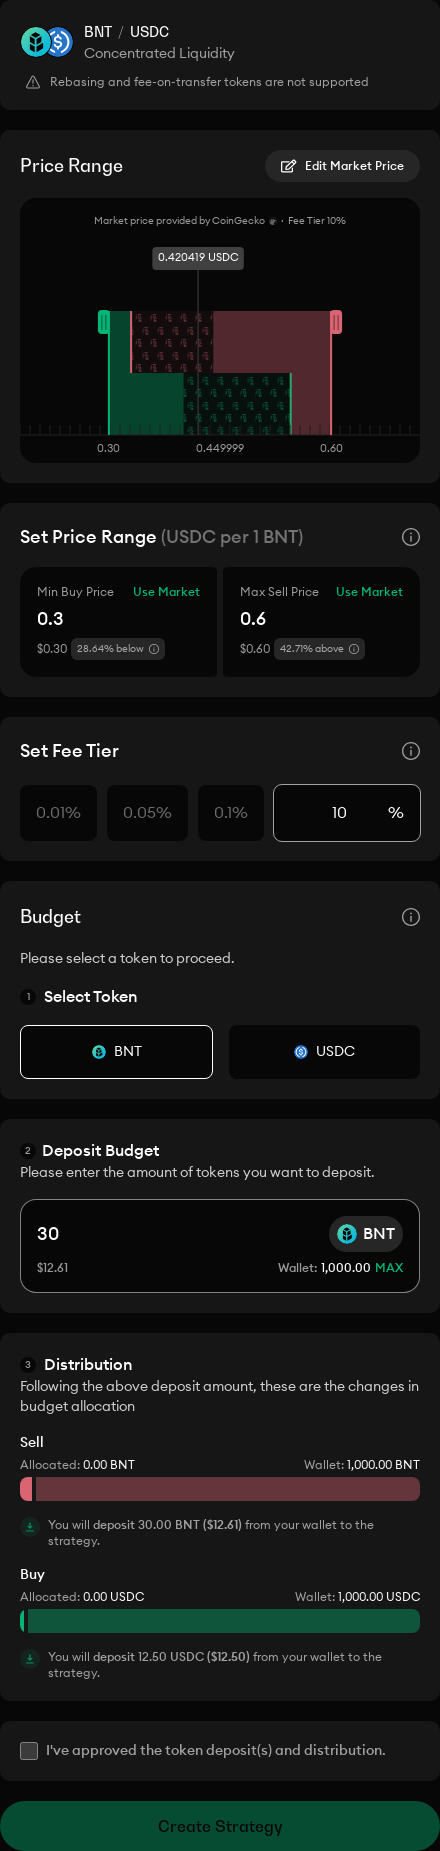 BNT / USDC
Concentrated Liquidity
Rebasing and fee-on-transfer tokens are not supported
Price Range
Edit Market Price
Market price provided by CoinGecko · Fee Tier 10%
0.420419 USDC
0.30 0.449999 0.60
Set Price Range (USDC per 1 BNT)
Min Buy Price Use Market
0.3
$0.30 28.64% below
Max Sell Price Use Market
0.6
$0.60 42.71% above
Set Fee Tier
0.01% 0.05% 0.1% 10 %
Budget
Please select a token to proceed.
1 Select Token
BNT USDC
2 Deposit Budget
Please enter the amount of tokens you want to deposit.
30 BNT
$12.61 Wallet: 1,000.00 MAX
3 Distribution
Following the above deposit amount, these are the changes in
budget allocation
Sell
Allocated: 0.00 BNT Wallet: 1,000.00 BNT
You will deposit 30.00 BNT ($12.61) from your wallet to the
strategy.
Buy
Allocated: 0.00 USDC Wallet: 1,000.00 USDC
You will deposit 12.50 USDC ($12.50) from your wallet to the
strategy.
I've approved the token deposit(s) and distribution.
Create Strategy